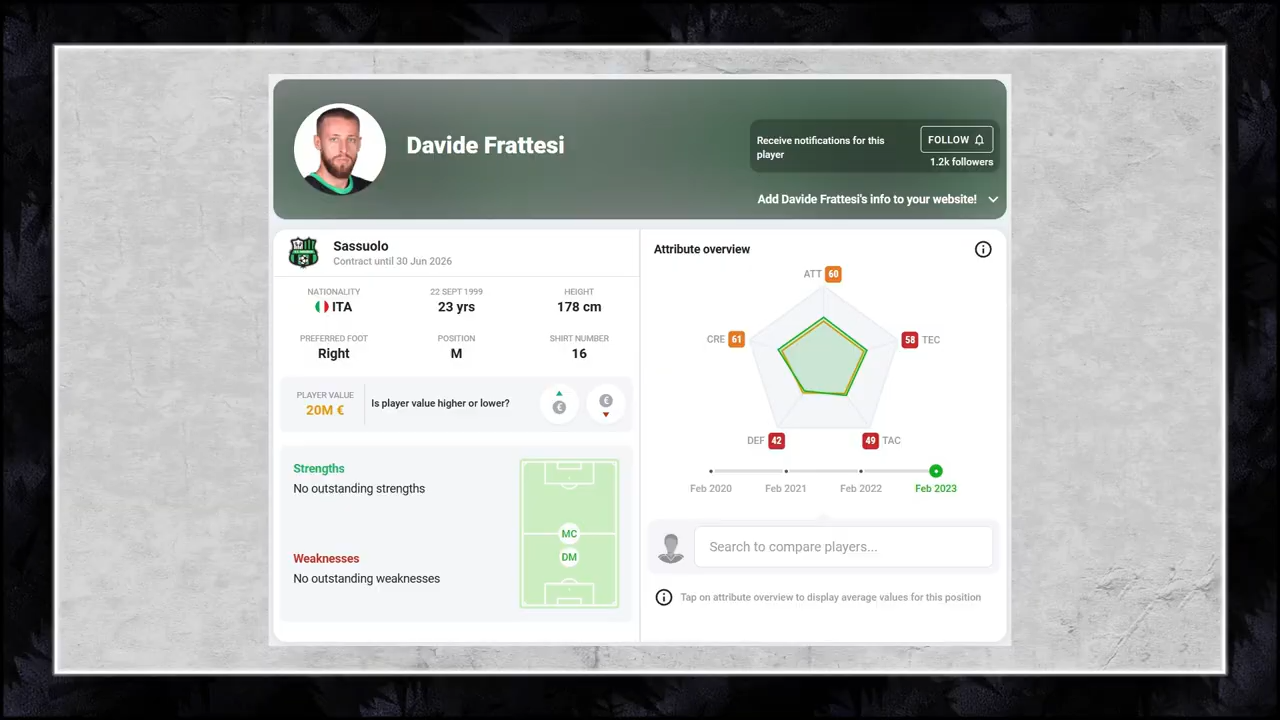 Davide Frattesi
Receive notifications for this
player
FOLLOW
1.2k followers
Add Davide Frattesi's info to your website!
Sassuolo
Contract until 30 Jun 2026
NATIONALITY
ITA
22 SEPT 1999
23 yrs
HEIGHT
178 cm
PREFERRED FOOT
Right
POSITION
M
SHIRT NUMBER
16
PLAYER VALUE
20M €
Is player value higher or lower?
€
€
Strengths
No outstanding strengths
Weaknesses
No outstanding weaknesses
MC
DM
Attribute overview
ATT 60
CRE 61
58 TEC
DEF 42
49 TAC
Feb 2020
Feb 2021
Feb 2022
Feb 2023
Search to compare players...
Tap on attribute overview to display average values for this position